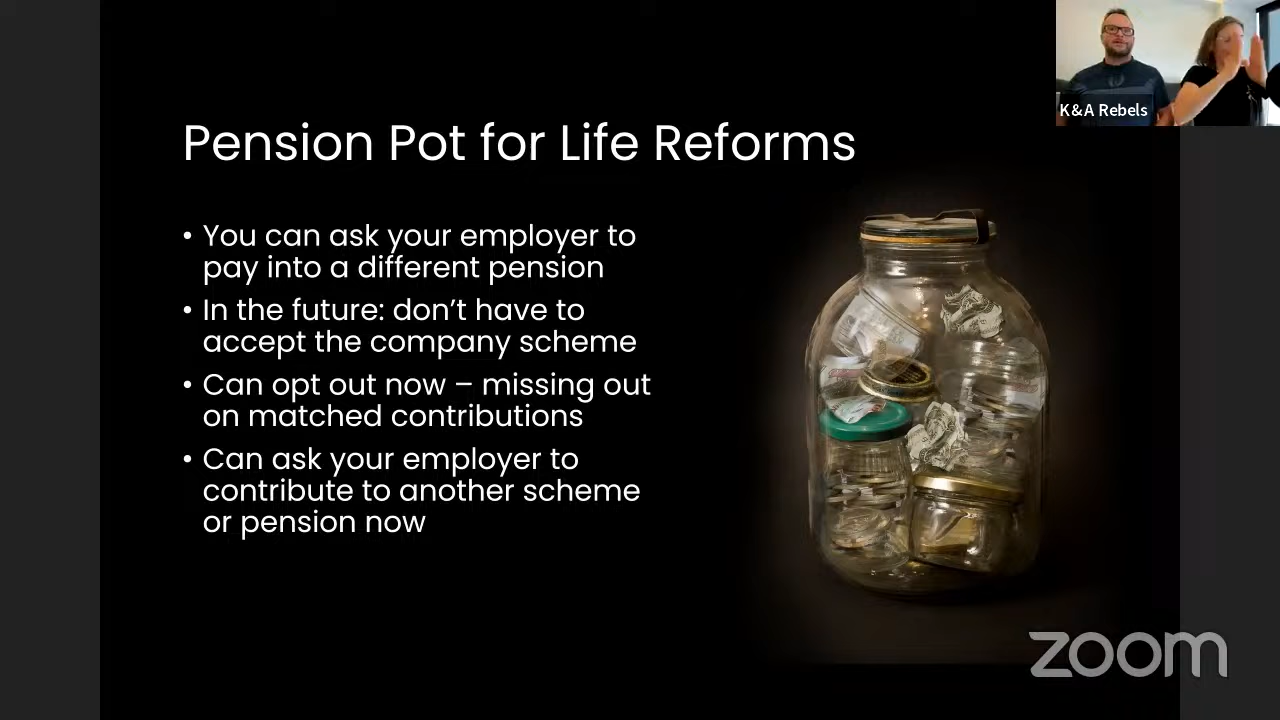 K&A Rebels
Pension Pot for Life Reforms
• You can ask your employer to
pay into a different pension
• In the future: don’t have to
accept the company scheme
• Can opt out now – missing out
on matched contributions
• Can ask your employer to
contribute to another scheme
or pension now
zoom